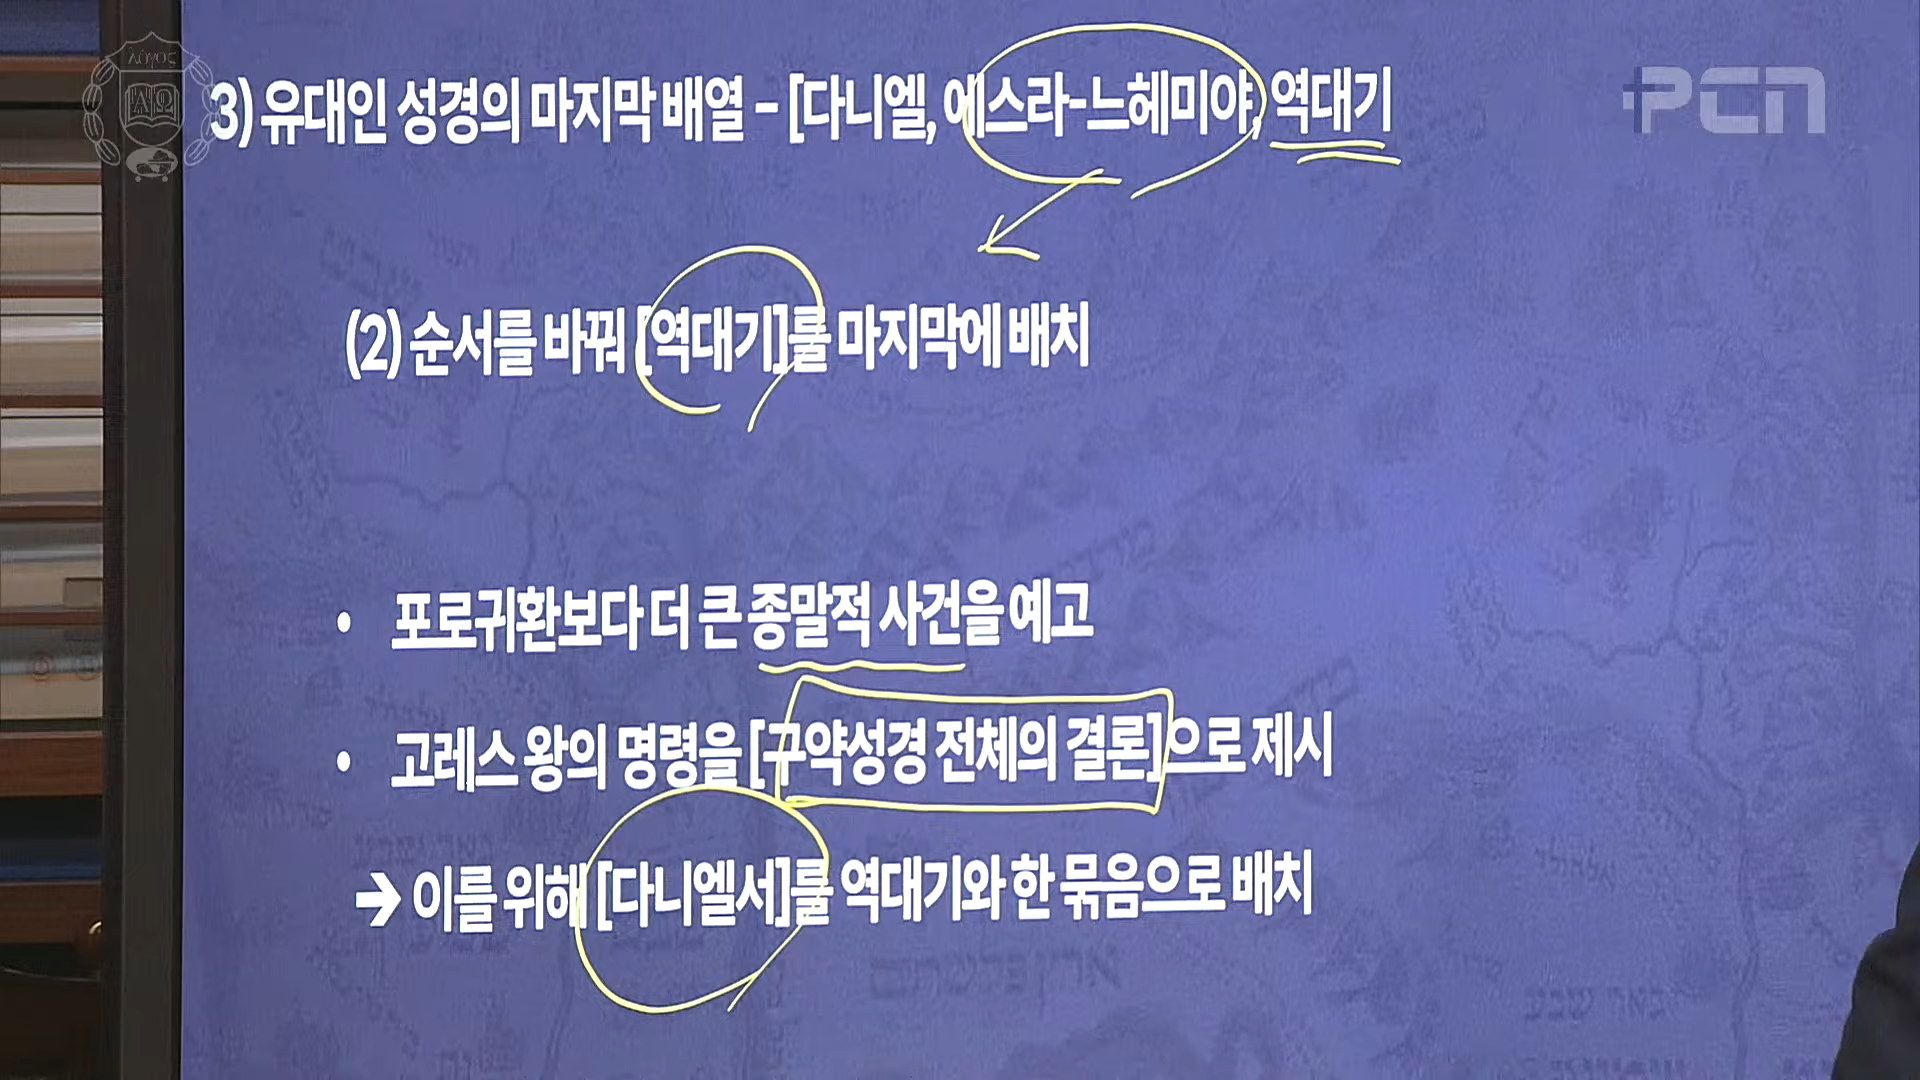 λόγος
ΑΩ
PCN
3) 유대인 성경의 마지막 배열 – [다니엘, 에스라-느헤미야, 역대기
(2) 순서를 바꿔 [역대기]를 마지막에 배치
• 포로귀환보다 더 큰 종말적 사건을 예고
• 고레스 왕의 명령을 [구약성경 전체의 결론]으로 제시
→ 이를 위해 [다니엘서]를 역대기와 한 묶음으로 배치